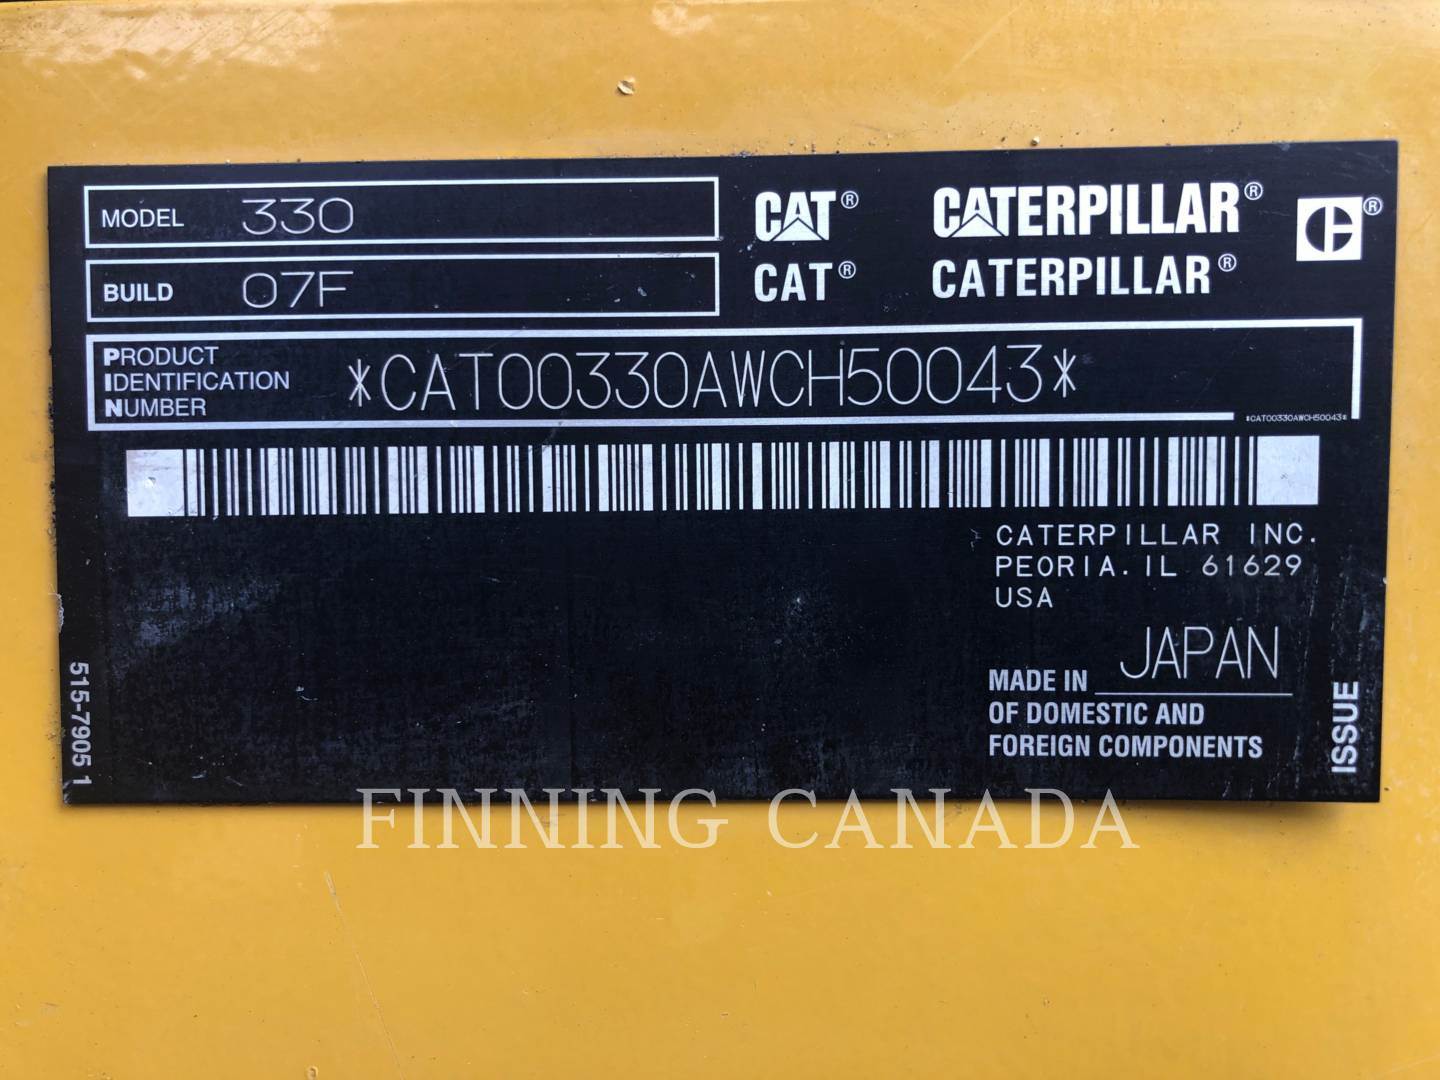 MODEL 330
CAT® CATERPILLAR® ®
BUILD 07F
CAT® CATERPILLAR®
PRODUCT
IDENTIFICATION
NUMBER
*CAT00330AWCH50043*
*CAT00330AWCH50043*
CATERPILLAR INC.
PEORIA. IL 61629
USA
MADE IN JAPAN
OF DOMESTIC AND
FOREIGN COMPONENTS
515-7905 1
ISSUE
FINNING CANADA